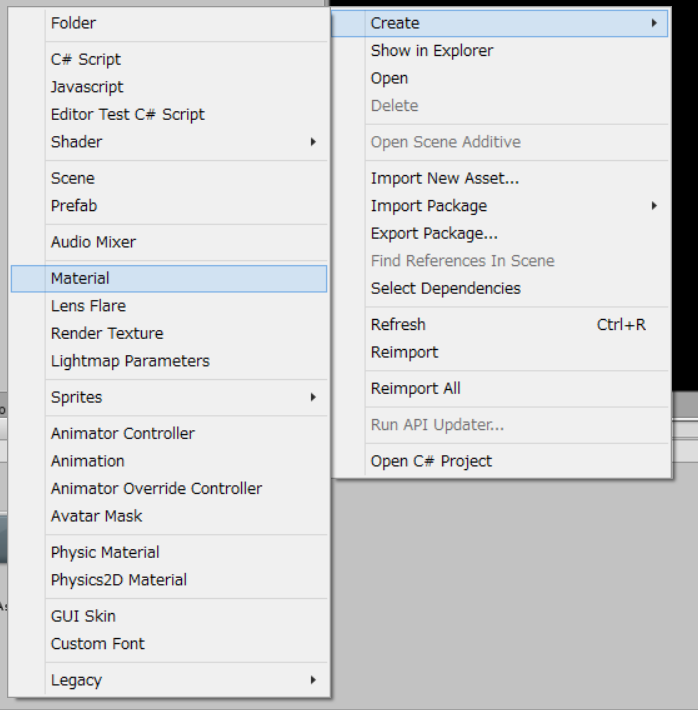 Folder
C# Script
Javascript
Editor Test C# Script
Shader
Scene
Prefab
Audio Mixer
Material
Lens Flare
Render Texture
Lightmap Parameters
Sprites
Animator Controller
Animation
Animator Override Controller
Avatar Mask
Physic Material
Physics2D Material
GUI Skin
Custom Font
Legacy
Create
Show in Explorer
Open
Delete
Open Scene Additive
Import New Asset...
Import Package
Export Package...
Find References In Scene
Select Dependencies
Refresh Ctrl+R
Reimport
Reimport All
Run API Updater...
Open C# Project